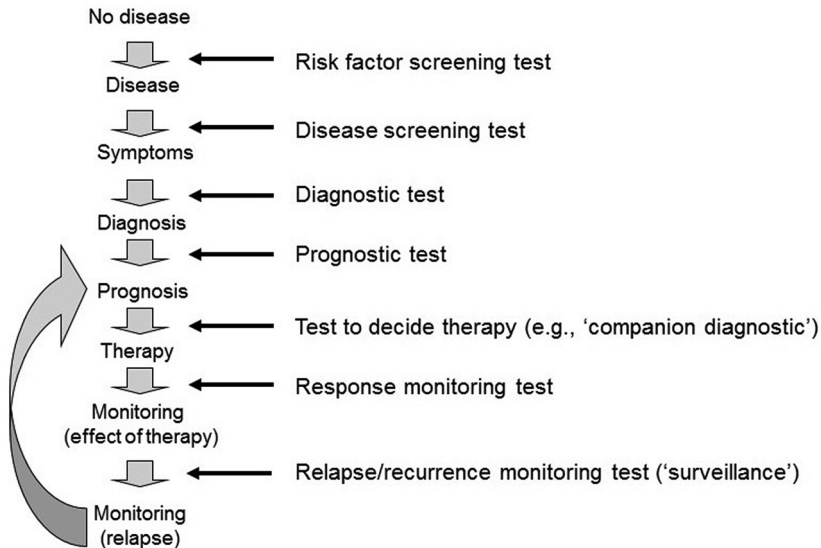 No disease
Risk factor screening test
Disease
Disease screening test
Symptoms
Diagnostic test
Diagnosis
Prognostic test
Prognosis
Test to decide therapy (e.g., ‘companion diagnostic’)
Therapy
Response monitoring test
Monitoring
(effect of therapy)
Relapse/recurrence monitoring test (‘surveillance’)
Monitoring
(relapse)